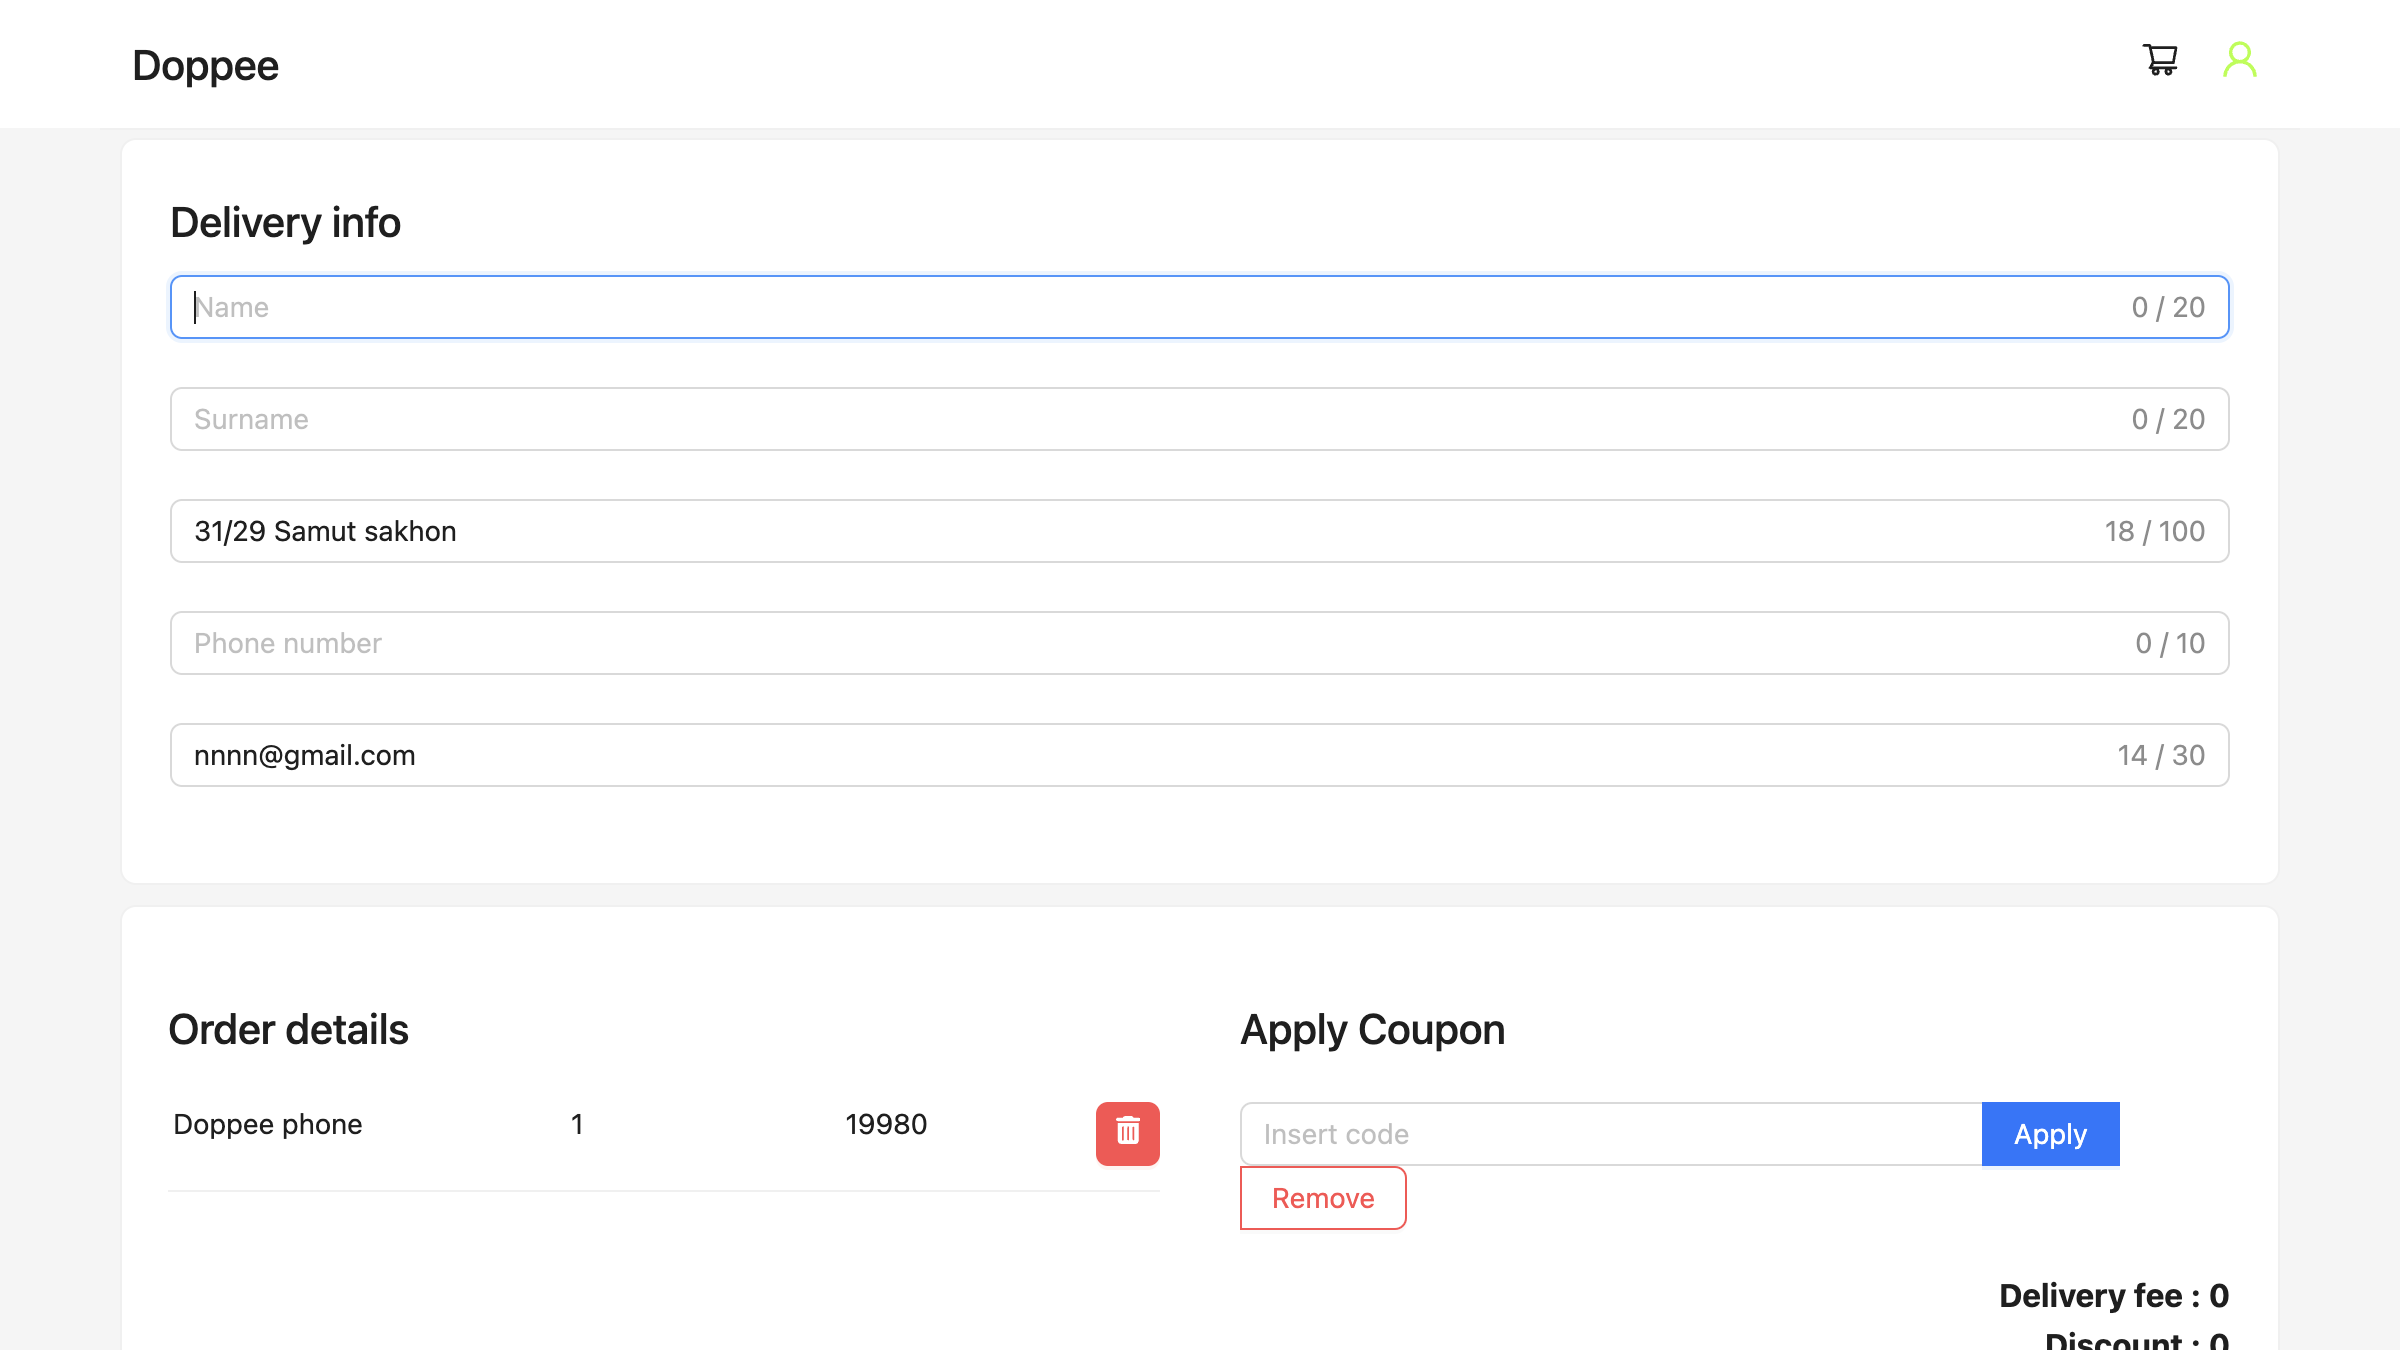 Doppee
Delivery info
Name 0 / 20
Surname 0 / 20
31/29 Samut sakhon 18 / 100
Phone number 0 / 10
nnnn@gmail.com 14 / 30
Order details
Doppee phone 1 19980
Apply Coupon
Insert code Apply
Remove
Delivery fee : 0
Discount : 0